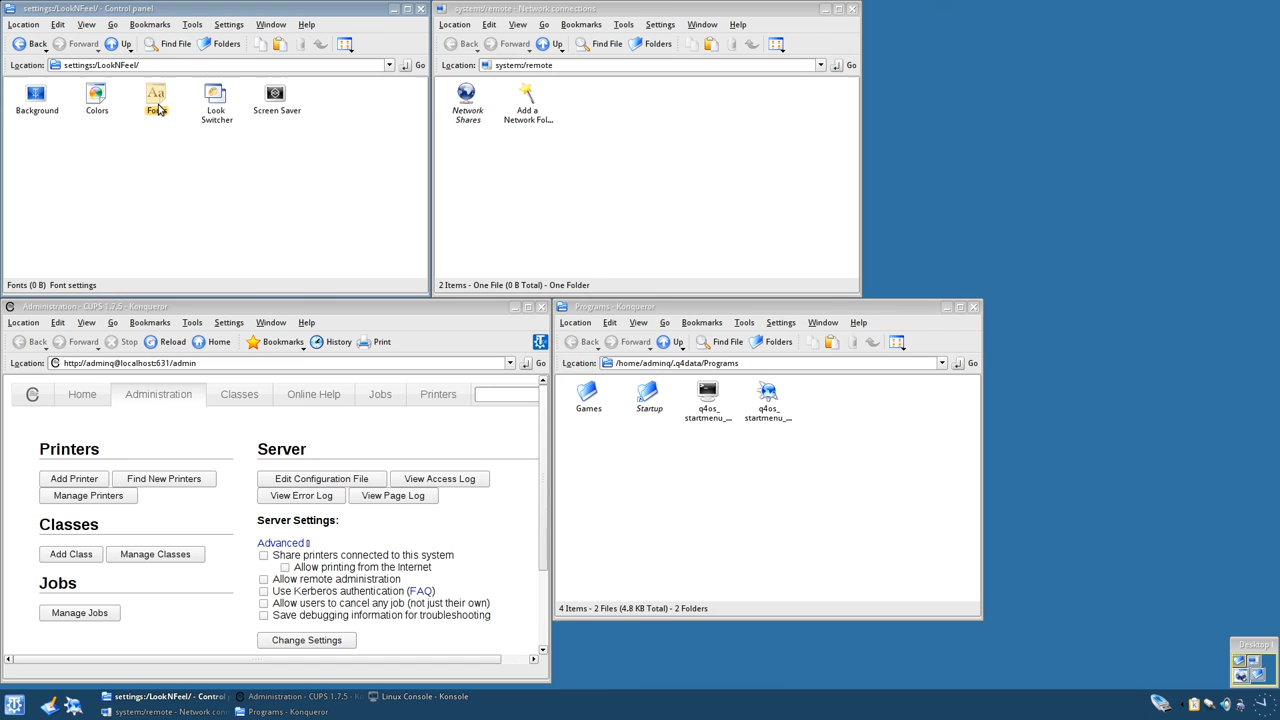 settings:/LookNFeel/ - Control panel
Location Edit View Go Bookmarks Tools Settings Window Help
Back Forward Up Find File Folders
Location: settings:/LookNFeel/ Go
Background Colors Look Switcher Screen Saver
Fonts (0 B) Font settings
system:/remote - Network connections
Location Edit View Go Bookmarks Tools Settings Window Help
Back Forward Up Find File Folders
Location: system:/remote Go
Network Shares
Add a Network Fol...
2 Items - One File (0 B Total) - One Folder
Administration - CUPS 1.7.5 - Konqueror
Location Edit View Go Bookmarks Tools Settings Window Help
Back Forward Stop Reload Home Bookmarks History Print
Location: http://adminq@localhost:631/admin Go
Home Administration Classes Online Help Jobs Printers
Printers
Add Printer Find New Printers
Manage Printers
Classes
Add Class Manage Classes
Jobs
Manage Jobs
Server
Edit Configuration File View Access Log
View Error Log View Page Log
Server Settings:
Advanced
Share printers connected to this system
Allow printing from the Internet
Allow remote administration
Use Kerberos authentication (FAQ)
Allow users to cancel any job (not just their own)
Save debugging information for troubleshooting
Change Settings
Programs - Konqueror
Location Edit View Go Bookmarks Tools Settings Window Help
Back Forward Up Find File Folders
Location: /home/adminq/.q4data/Programs Go
Games Startup
q4os_
startmenu_...
q4os_
startmenu_...
4 Items - 2 Files (4.8 KB Total) - 2 Folders
Desktop
settings:/LookNFeel/ - Control
Administration - CUPS 1.7.5 - K
Linux Console - Konsole
system:/remote - Network con
Programs - Konqueror